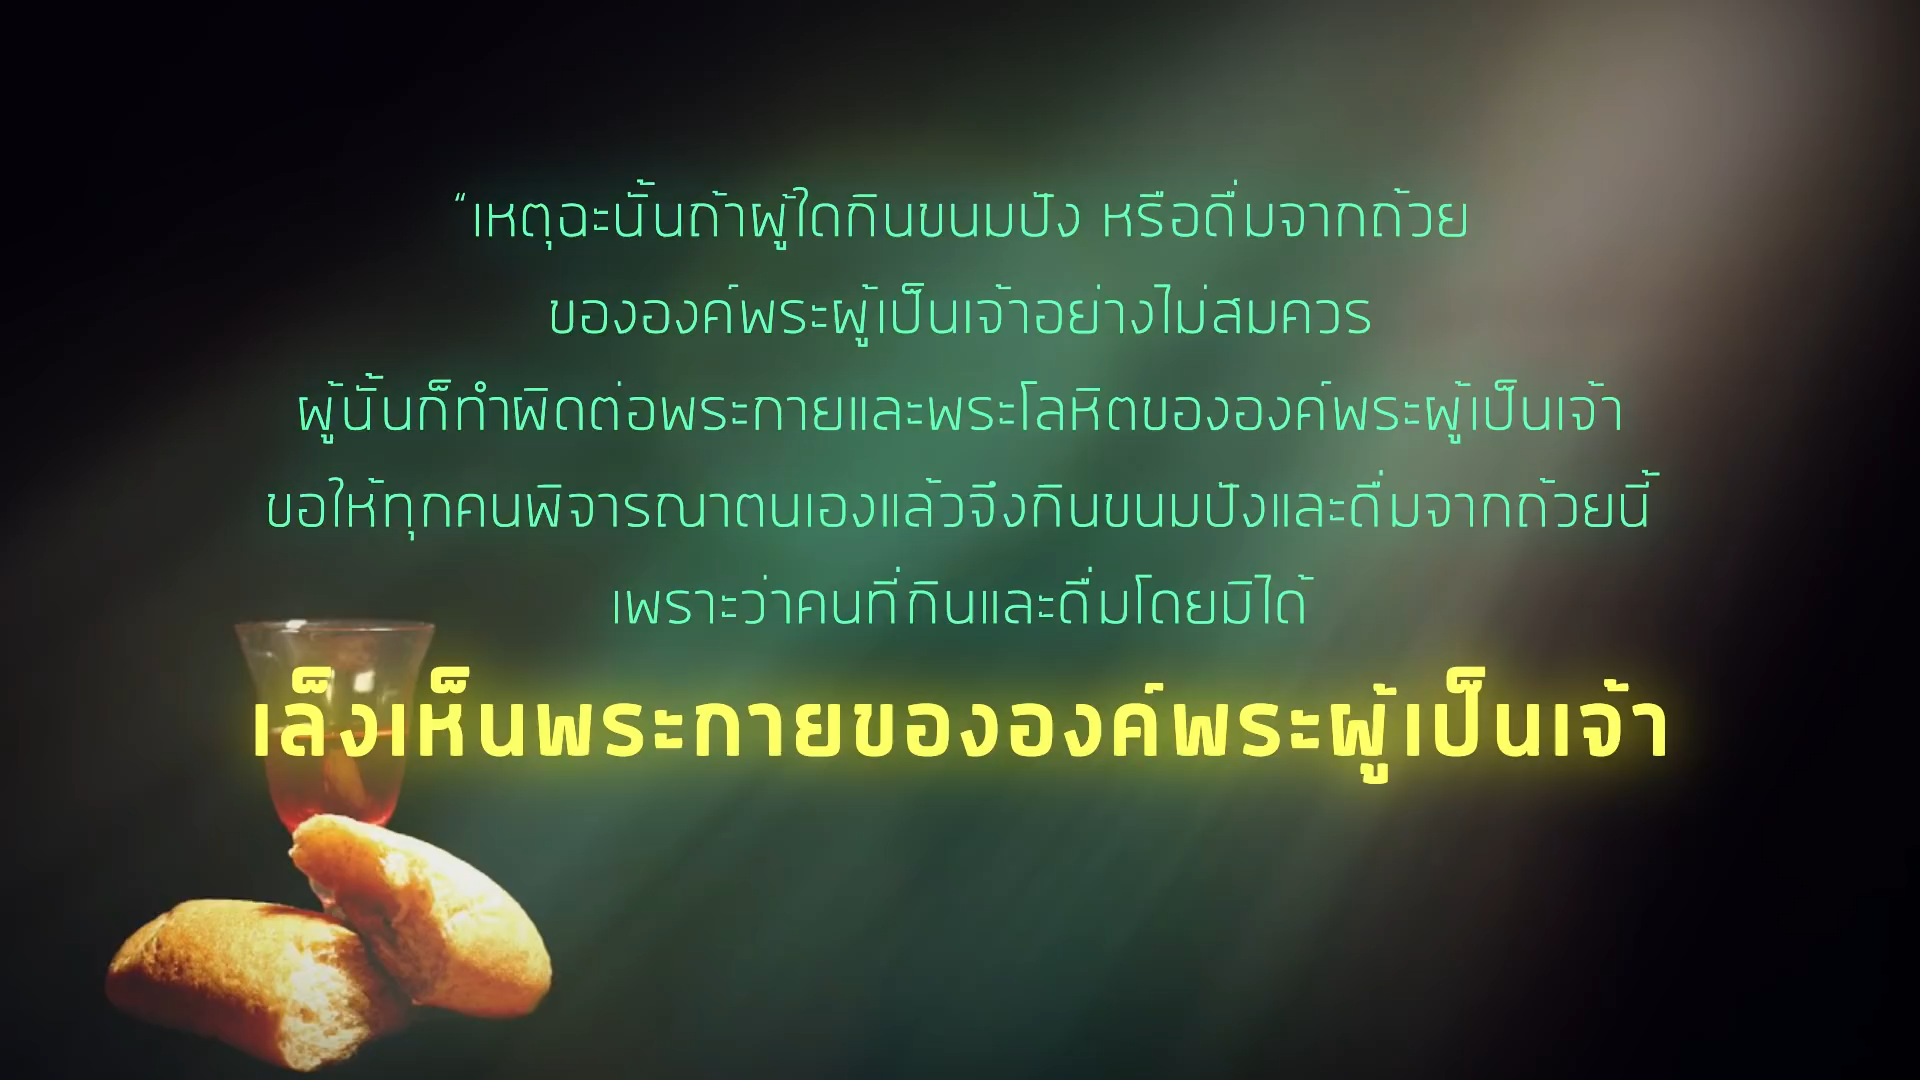 “เหตุฉะนั้นถ้าผู้ใดกินขนมปัง หรือดื่มจากถ้วย
ขององค์พระผู้เป็นเจ้าอย่างไม่สมควร
ผู้นั้นก็ทำผิดต่อพระกายและพระโลหิตขององค์พระผู้เป็นเจ้า
ขอให้ทุกคนพิจารณาตนเองแล้วจึงกินขนมปังและดื่มจากถ้วยนี้
เพราะว่าคนที่กินและดื่มโดยมิได้
เล็งเห็นพระกายขององค์พระผู้เป็นเจ้า